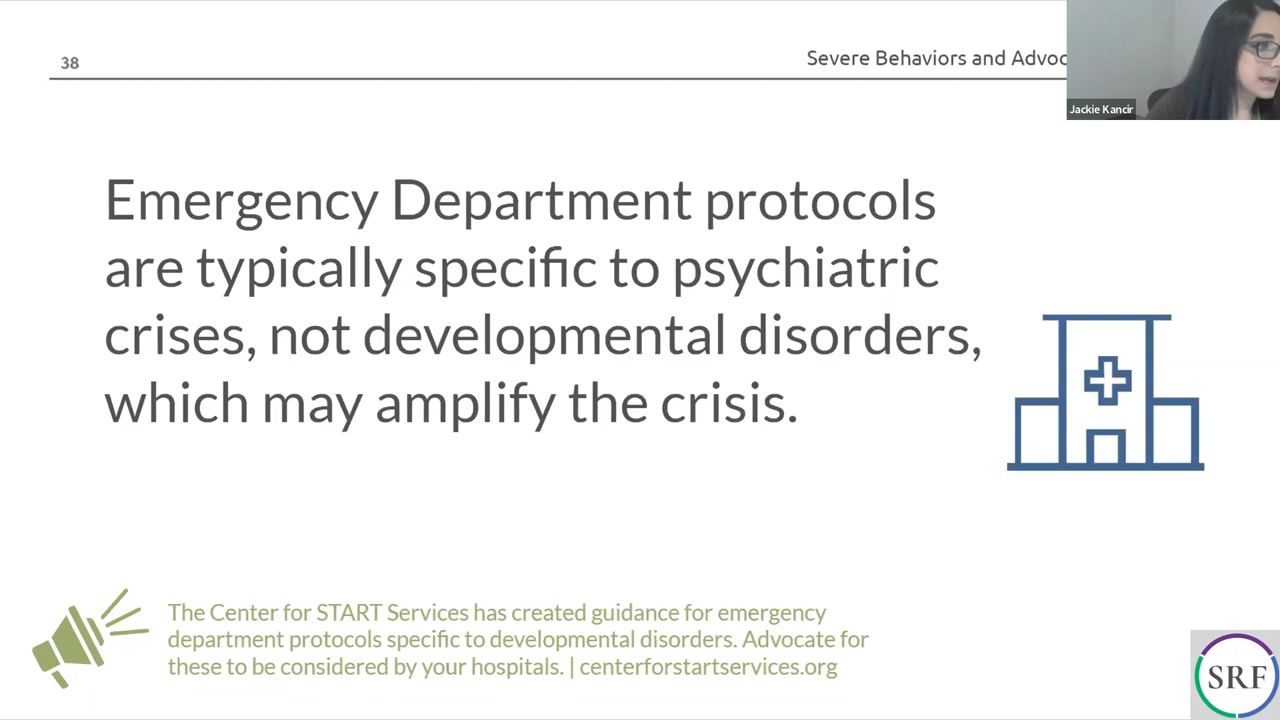 38
Severe Behaviors and Advoc
Jackie Kancir
Emergency Department protocols
are typically specific to psychiatric
crises, not developmental disorders,
which may amplify the crisis.
The Center for START Services has created guidance for emergency
department protocols specific to developmental disorders. Advocate for
these to be considered by your hospitals. | centerforstartservices.org
SRF